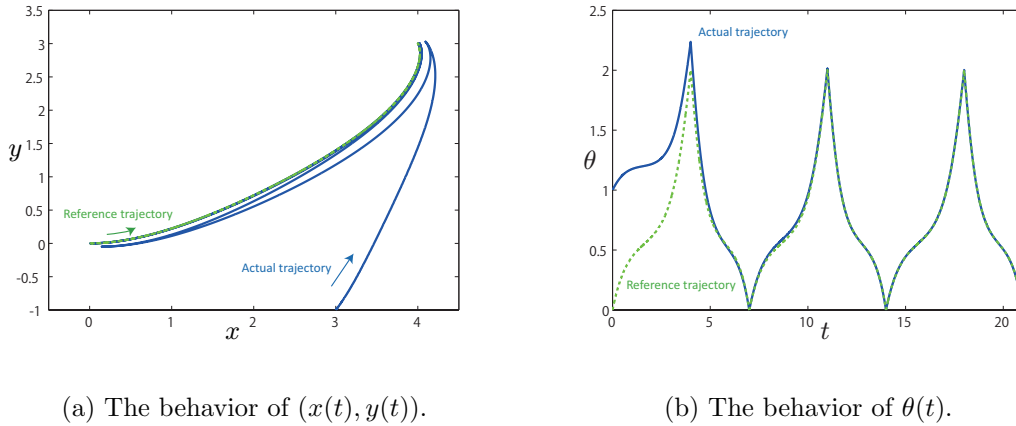 3.5
3
2.5
2
1.5
1
0.5
0
-0.5
-1
y
0
1
2
3
4
x
Reference trajectory
Actual trajectory
(a) The behavior of (x(t), y(t)).
2.5
2
1.5
1
0.5
0
θ
0
5
10
15
20
t
Actual trajectory
Reference trajectory
(b) The behavior of θ(t).